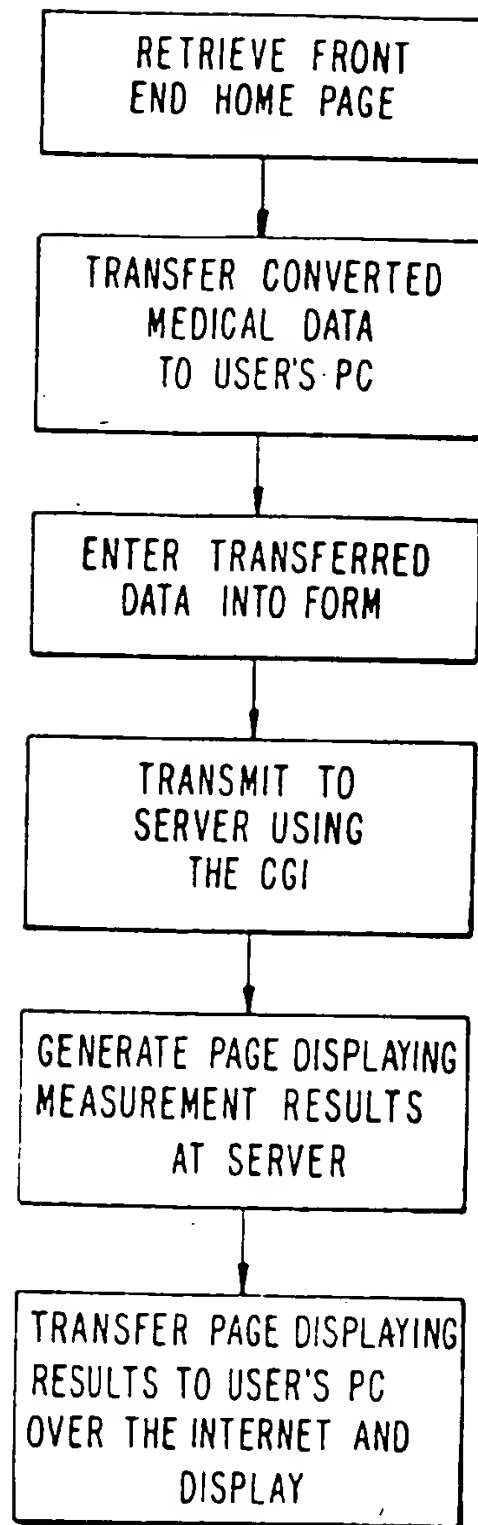 RETRIEVE FRONT
END HOME PAGE
TRANSFER CONVERTED
MEDICAL DATA
TO USER'S PC
ENTER TRANSFERRED
DATA INTO FORM
TRANSMIT TO
SERVER USING
THE CGI
GENERATE PAGE DISPLAYING
MEASUREMENT RESULTS
AT SERVER
TRANSFER PAGE DISPLAYING
RESULTS TO USER'S PC
OVER THE INTERNET AND
DISPLAY